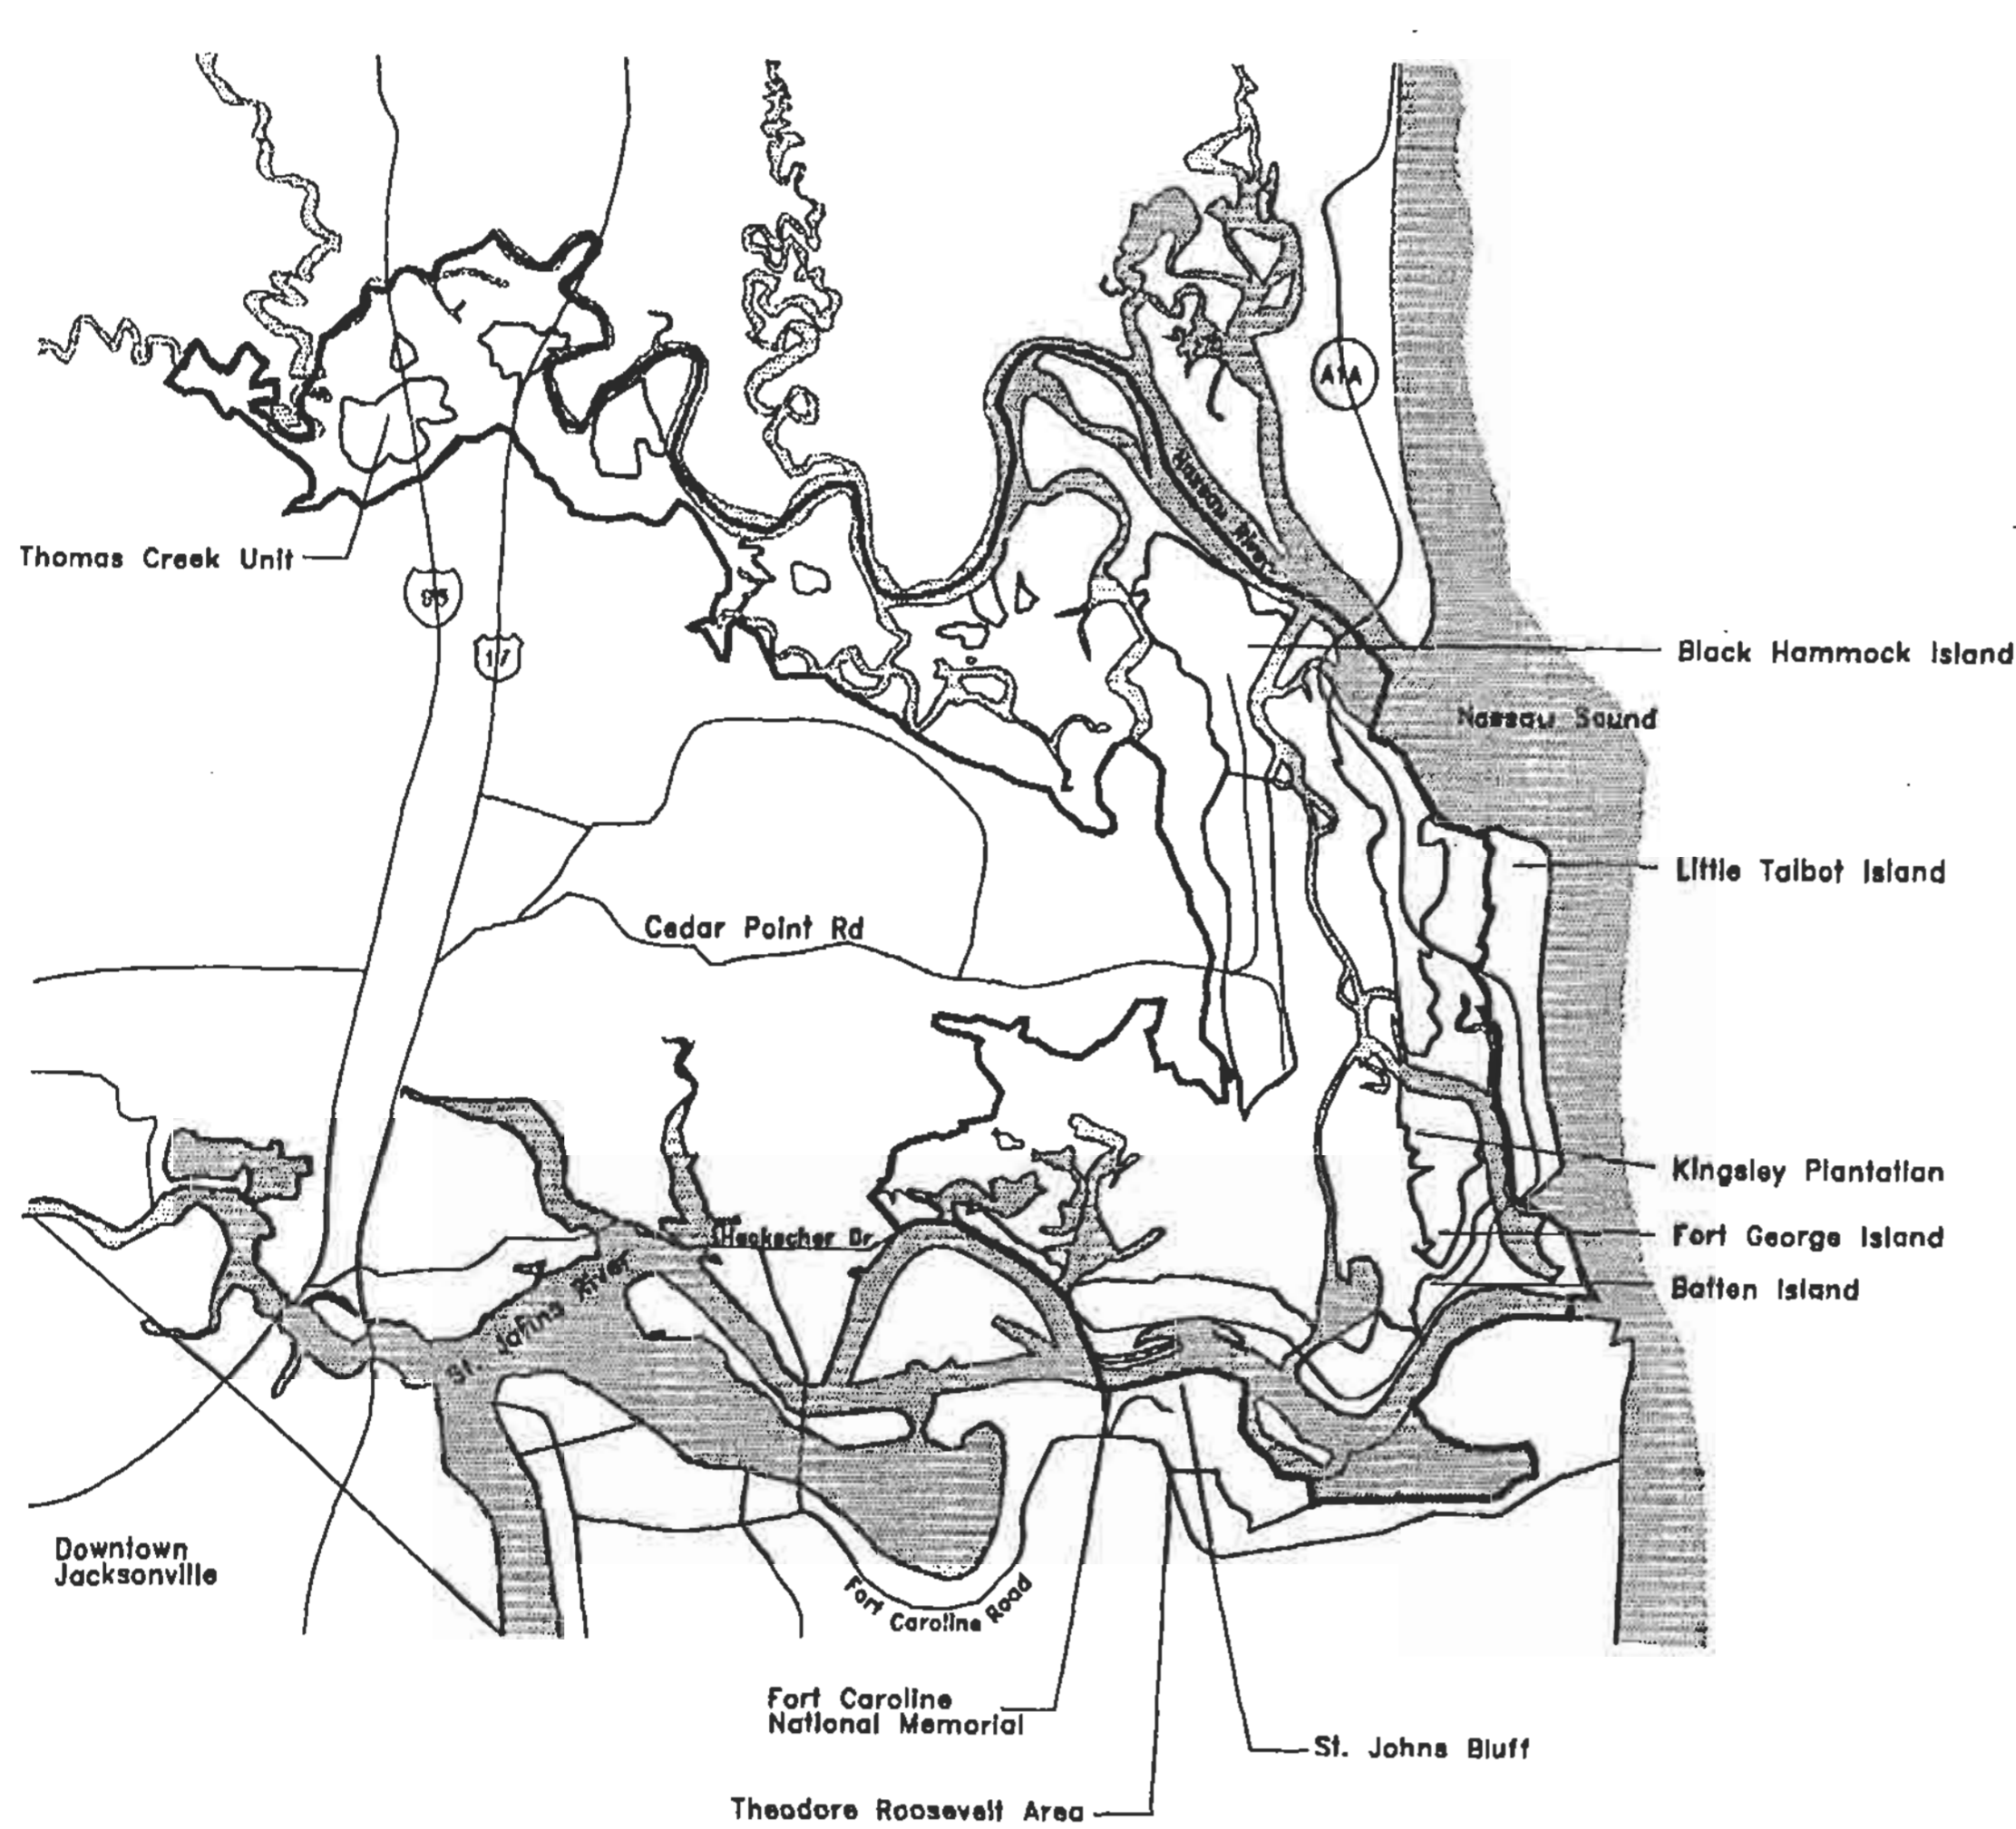 A1A
Nassau River
Thomas Creek Unit
95
17
Black Hammock Island
Nassau Sound
Little Talbot Island
Cedar Point Rd
Kingsley Plantation
Heckscher Dr
Fort George Island
St. Johns River
Batten Island
Downtown
Jacksonville
Fort Caroline Road
Fort Caroline
National Memorial
St. Johns Bluff
Theodore Roosevelt Area